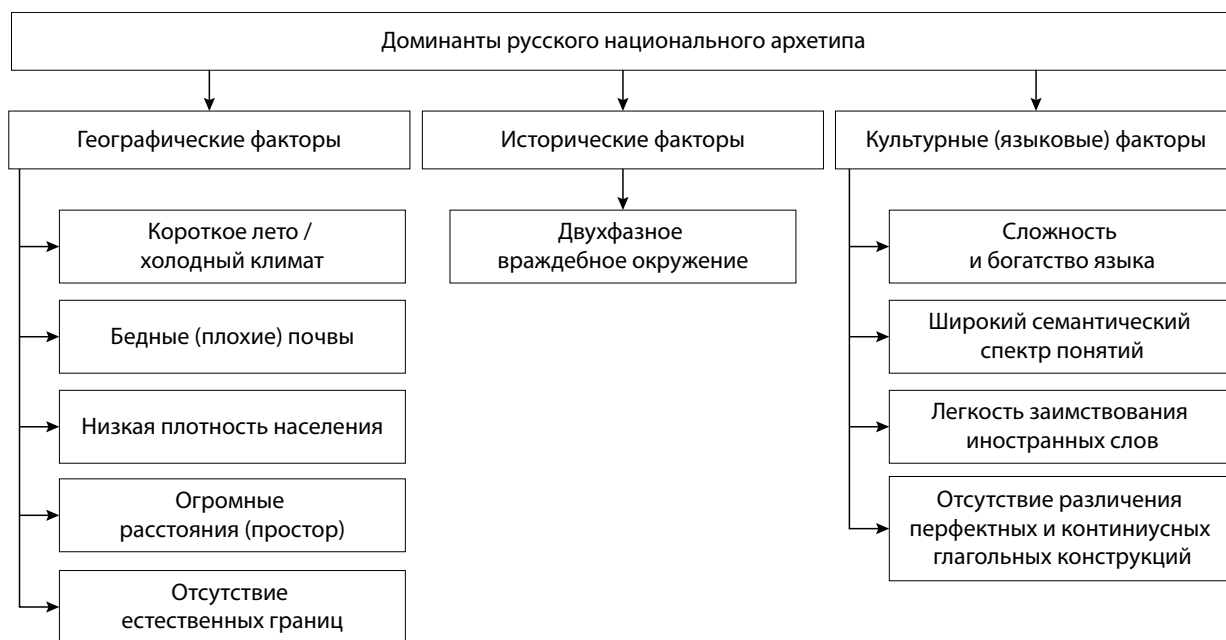 Доминанты русского национального архетипа
Географические факторы
Короткое лето /
холодный климат
Бедные (плохие) почвы
Низкая плотность населения
Огромные
расстояния (простор)
Отсутствие
естественных границ
Исторические факторы
Двухфазное
враждебное окружение
Культурные (языковые) факторы
Сложность
и богатство языка
Широкий семантический
спектр понятий
Легкость заимствования
иностранных слов
Отсутствие различения
перфектных и континиусных
глагольных конструкций